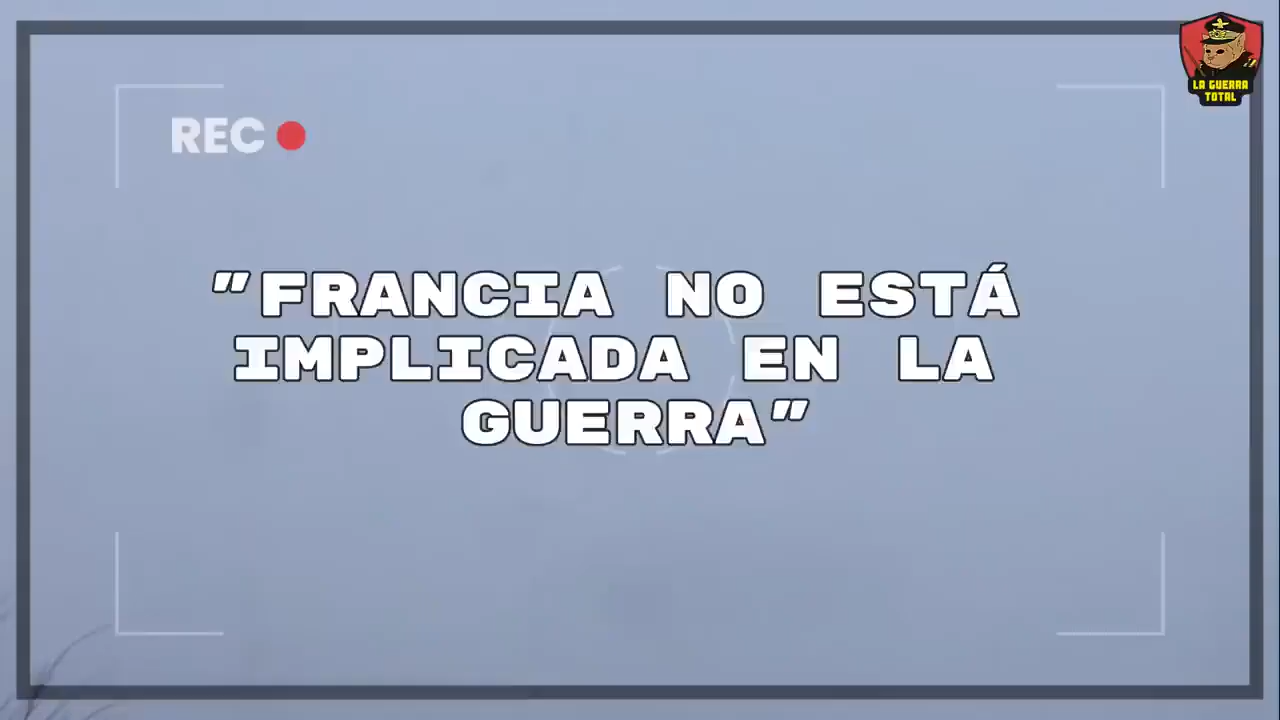 LA GUERRA
TOTAL
REC
"FRANCIA NO ESTÁ
IMPLICADA EN LA
GUERRA"